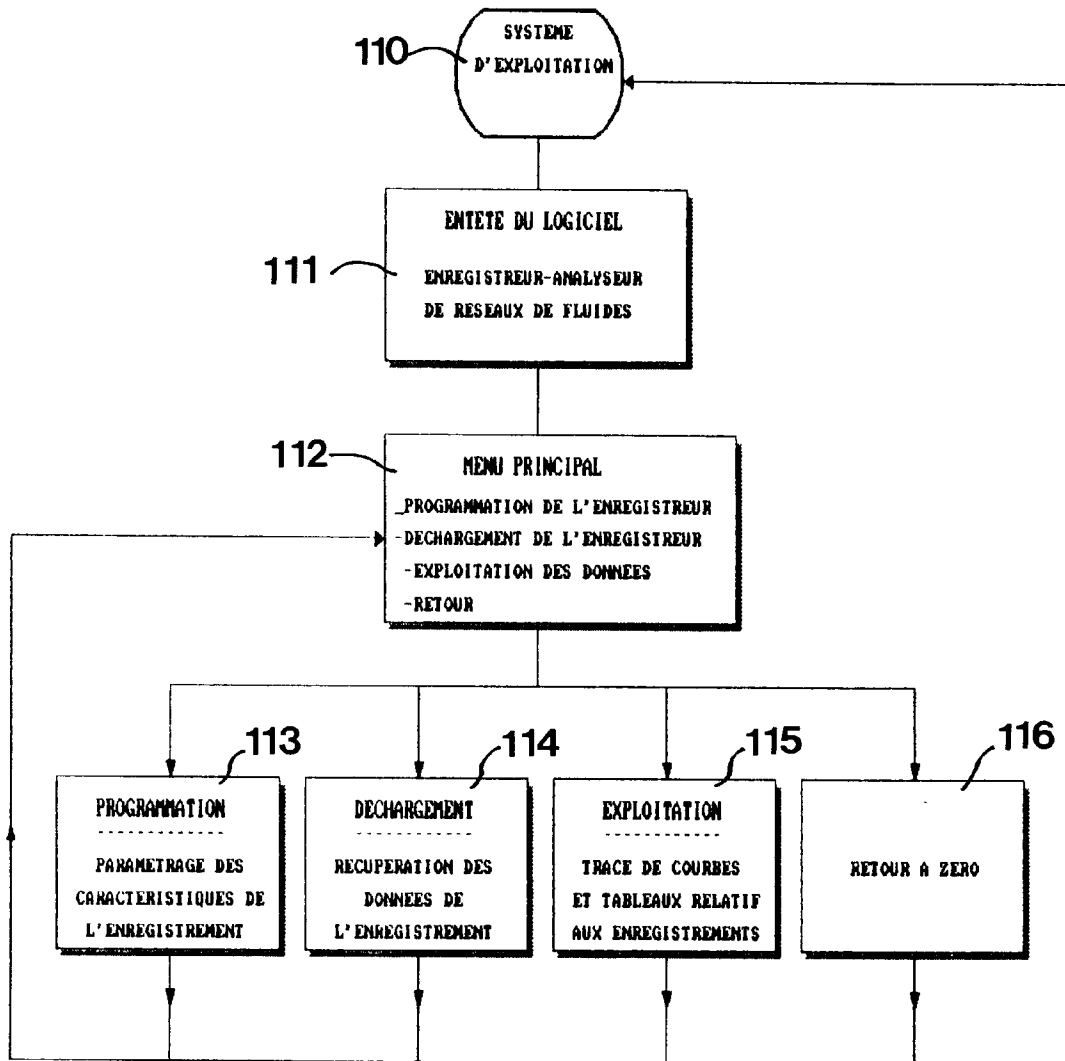 SYSTEME
110
D'EXPLOITATION
ENTETE DU LOGICIEL
111
ENREGISTREUR-ANALYSEUR
DE RESEAUX DE FLUIDES
112
MENU PRINCIPAL
_PROGRAMMATION DE L'ENREGISTREUR
-DECHARGEMENT DE L'ENREGISTREUR
-EXPLOITATION DES DONNEES
-RETOUR
113
PROGRAMMATION
PARAMETRAGE DES
CARACTERISTIQUES DE
L'ENREGISTREMENT
114
DECHARGEMENT
RECUPERATION DES
DONNEES DE
L'ENREGISTREMENT
115
EXPLOITATION
TRACE DE COURBES
ET TABLEAUX RELATIF
AUX ENREGISTREMENTS
116
RETOUR A ZERO